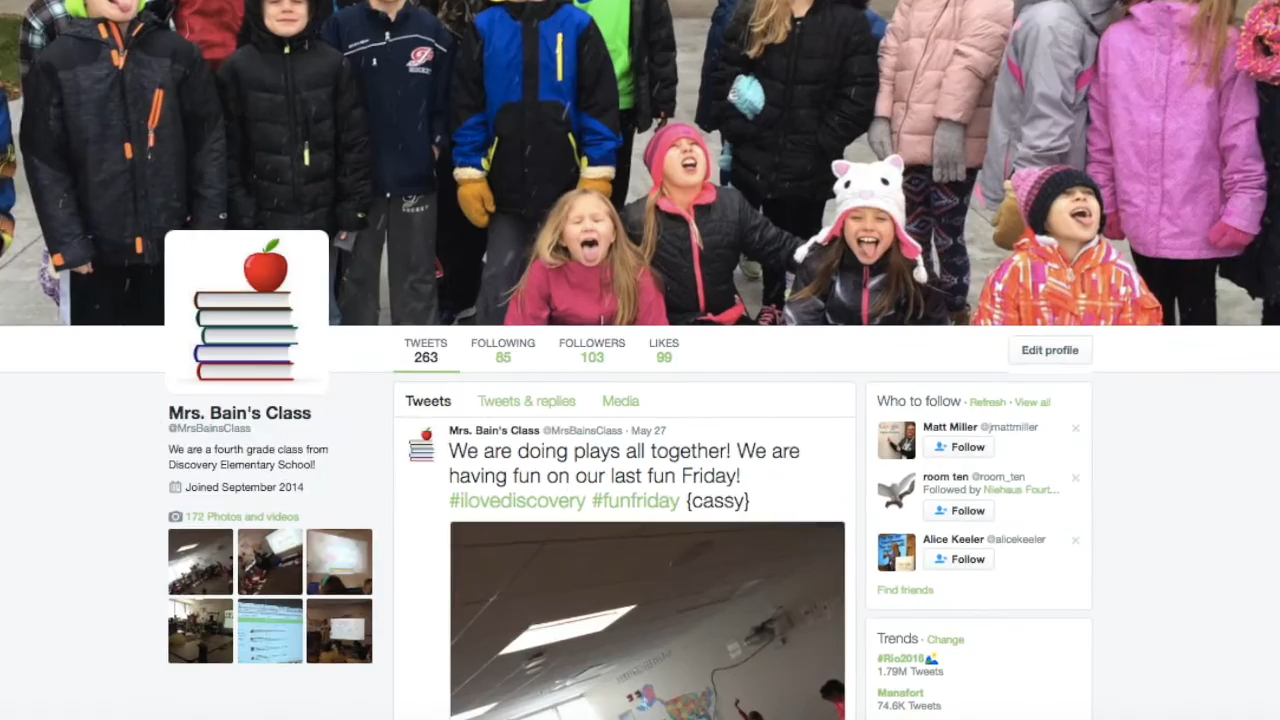 HOCKEY
TWEETS
263
FOLLOWING
85
FOLLOWERS
103
LIKES
99
Edit profile
Mrs. Bain's Class
@MrsBainsClass
We are a fourth grade class from
Discovery Elementary School!
Joined September 2014
172 Photos and videos
Tweets Tweets & replies Media
Mrs. Bain's Class @MrsBainsClass · May 27
We are doing plays all together! We are
having fun on our last fun Friday!
#ilovediscovery #funfriday {cassy}
Who to follow · Refresh · View all
Matt Miller @jmattmiller
Follow
room ten @room_ten
Followed by Niehaus Fourt...
Follow
Alice Keeler @alicekeeler
Follow
Find friends
Trends · Change
#Rio2016
1.79M Tweets
Manafort
74.6K Tweets